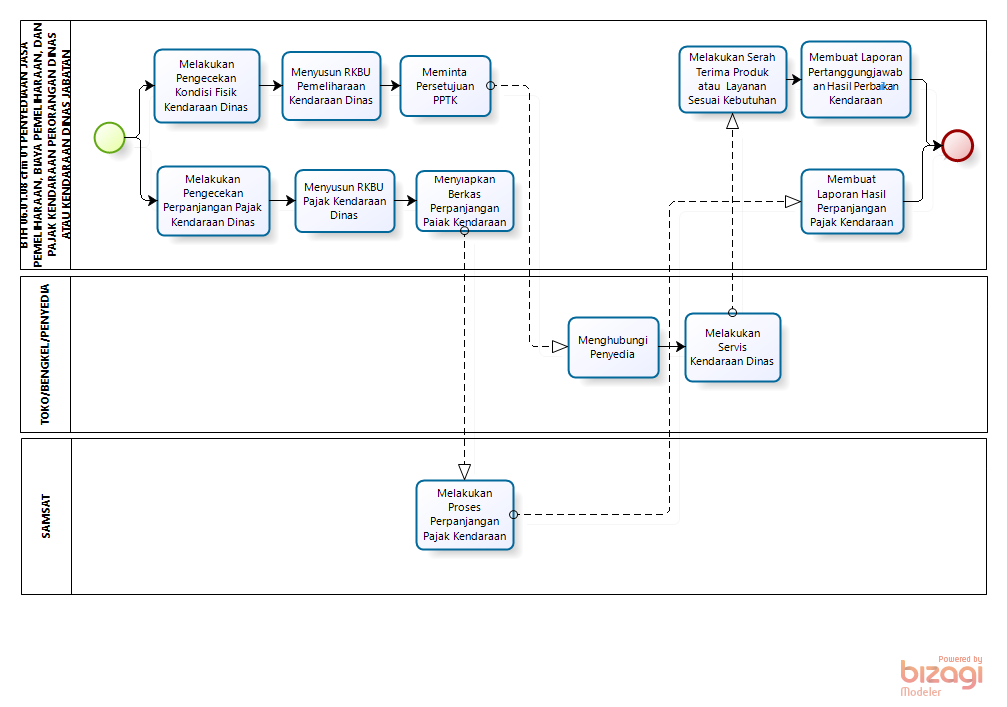 BTH 06.01.08
01 PENYEDIAAN JASA
PEMELIHARAAN, BIAYA PEMELIHARAAN, DAN
PAJAK KENDARAAN PERORANGAN DINAS
ATAU KENDARAAN DINAS JABATAN
Melakukan
Pengecekan
Kondisi Fisik
Kendaraan Dinas
Menyusun RKBU
Pemeliharaan
Kendaraan Dinas
Meminta
Persetujuan
PPTK
Melakukan Serah
Terima Produk
atau Layanan
Sesuai Kebutuhan
Membuat Laporan
Pertanggungjawab
an Hasil Perbaikan
Kendaraan
Melakukan
Pengecekan
Perpanjangan Pajak
Kendaraan Dinas
Menyusun RKBU
Pajak Kendaraan
Dinas
Menyiapkan
Berkas
Perpanjangan
Pajak Kendaraan
Membuat
Laporan Hasil
Perpanjangan
Pajak Kendaraan
TOKO/BENGKEL/PENYEDIA
Menghubungi
Penyedia
Melakukan
Servis
Kendaraan Dinas
SAMSAT
Melakukan
Proses
Perpanjangan
Pajak Kendaraan
Powered by
bizagi
Modeler